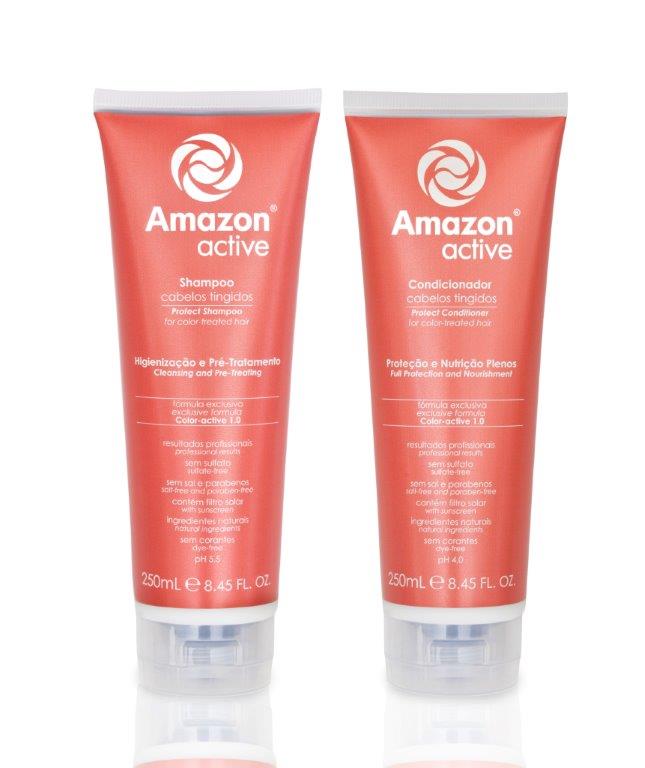 Amazon®
active
Shampoo
cabelos tingidos
Protect Shampoo
for color-treated hair
Higienização e Pré-Tratamento
Cleansing and Pre-Treating
fórmula exclusiva
exclusive formula
Color-active 1.0
resultados profissionais
professional results
sem sulfato
sulfate-free
sem sal e parabenos
salt-free and paraben-free
contém filtro solar
with sunscreen
ingredientes naturais
natural ingredients
sem corantes
dye-free
pH 5,5
250mL ℮ 8.45 FL. OZ.
Amazon®
active
Condicionador
cabelos tingidos
Protect Conditioner
for color-treated hair
Proteção e Nutrição Plenos
Full Protection and Nourishment
fórmula exclusiva
exclusive formula
Color-active 1.0
resultados profissionais
professional results
sem sulfato
sulfate-free
sem sal e parabenos
salt-free and paraben-free
contém filtro solar
with sunscreen
ingredientes naturais
natural ingredients
sem corantes
dye-free
pH 4,0
250mL ℮ 8.45 FL. OZ.